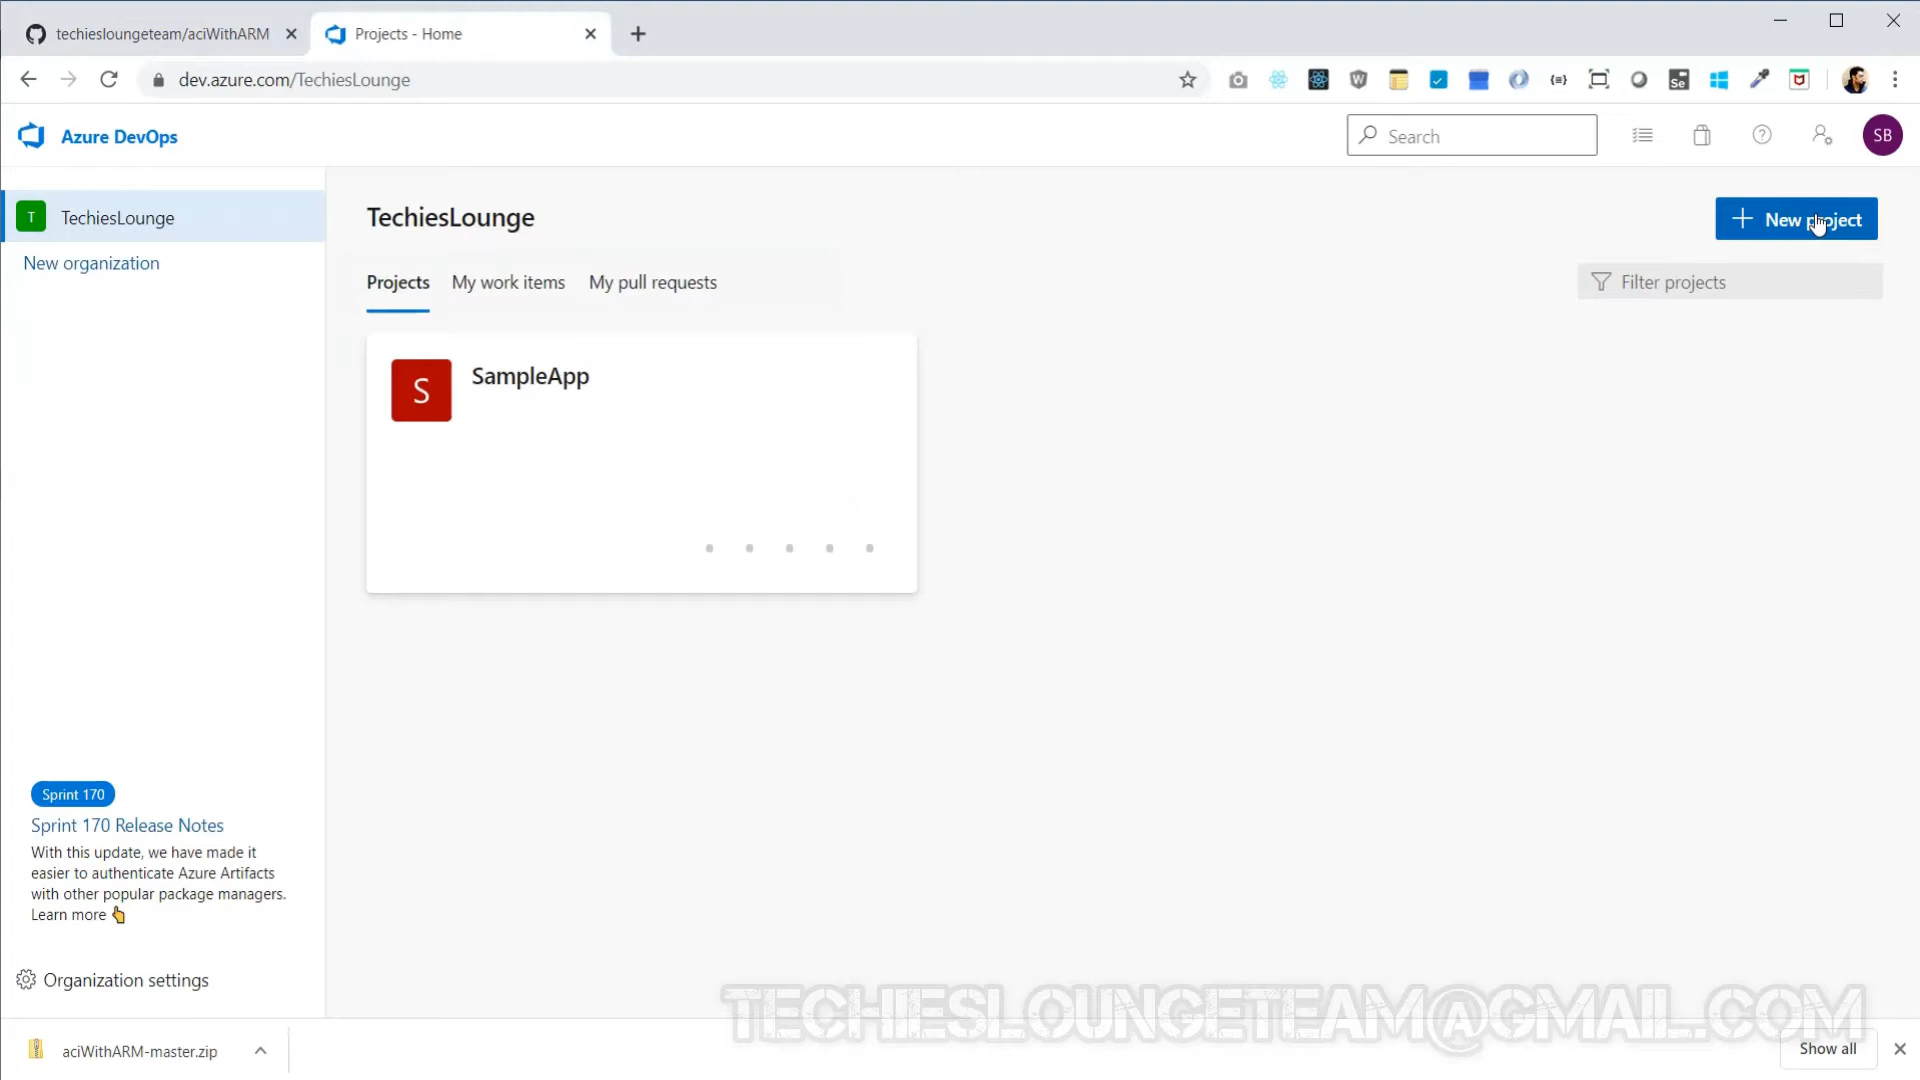 techiesloungeteam/aciWithARM
Projects - Home
dev.azure.com/TechiesLounge
Azure DevOps
Search
SB
T
TechiesLounge
New organization
TechiesLounge
New project
Projects
My work items
My pull requests
Filter projects
S
SampleApp
Sprint 170
Sprint 170 Release Notes
With this update, we have made it
easier to authenticate Azure Artifacts
with other popular package managers.
Learn more
Organization settings
TECHIESLOUNGETEAM@GMAIL.COM
aciWithARM-master.zip
Show all